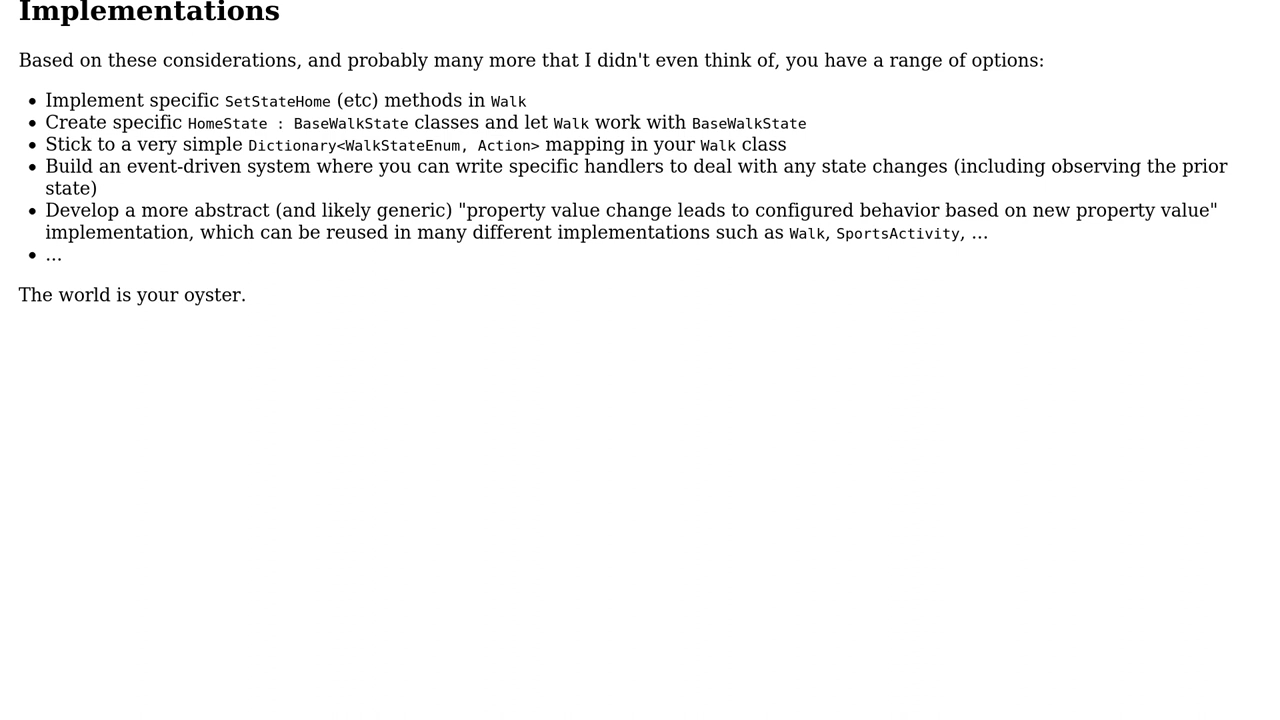 Implementations
Based on these considerations, and probably many more that I didn't even think of, you have a range of options:
• Implement specific SetStateHome (etc) methods in Walk
• Create specific HomeState : BaseWalkState classes and let Walk work with BaseWalkState
• Stick to a very simple Dictionary<WalkStateEnum, Action> mapping in your Walk class
• Build an event-driven system where you can write specific handlers to deal with any state changes (including observing the prior
state)
• Develop a more abstract (and likely generic) "property value change leads to configured behavior based on new property value"
implementation, which can be reused in many different implementations such as Walk, SportsActivity, ...
• ...
The world is your oyster.